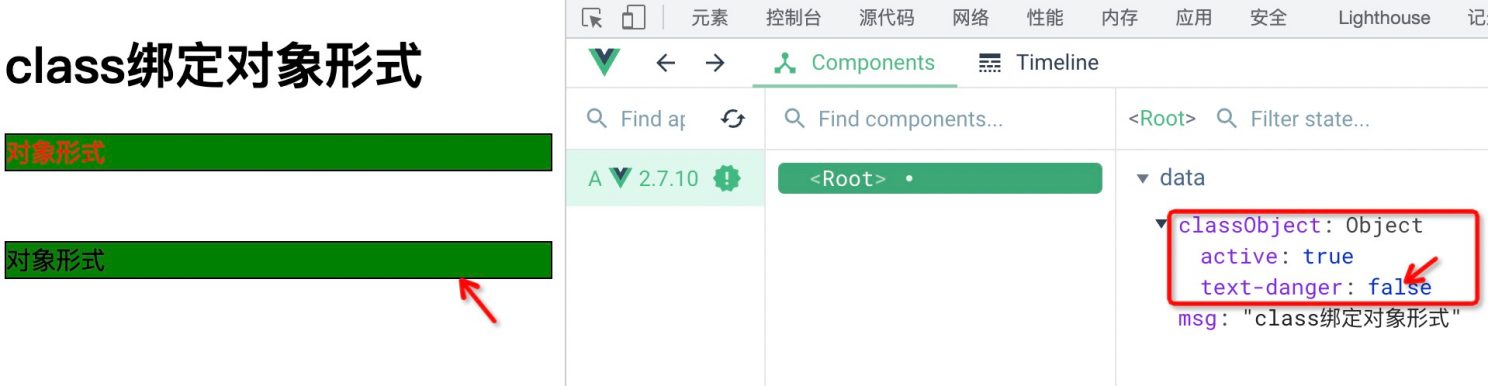 class绑定对象形式
对象形式
对象形式
元素 控制台 源代码 网络 性能 内存 应用 安全 Lighthouse
Components Timeline
Find ap Find components... <Root> Filter state...
A 2.7.10 <Root>
data
classObject: Object
active: true
text-danger: false
msg: "class绑定对象形式"